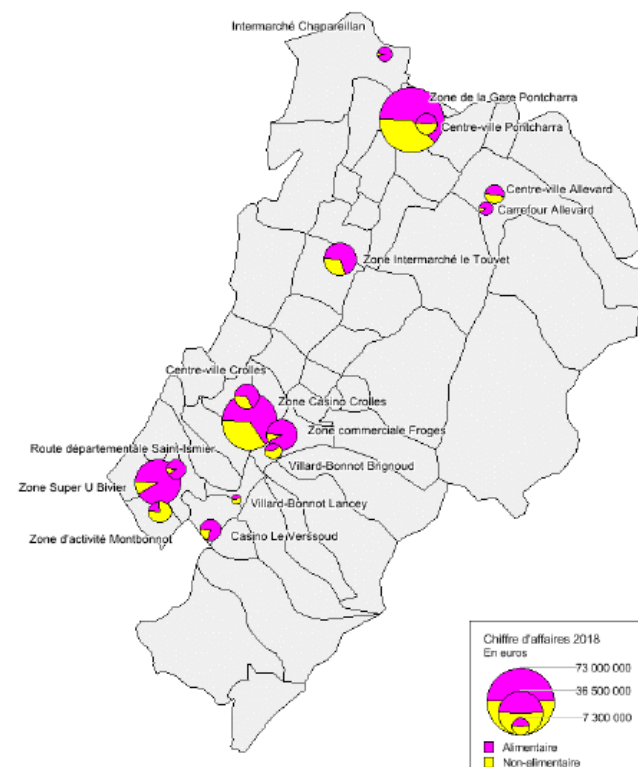 Intermarché Chapareillan
Zone de la Gare Pontcharra
Centre-ville Pontcharra
Centre-ville Allevard
Carrefour Allevard
Zone Intermarché le Touvet
Centre-ville Crolles
Zone Casino Crolles
Zone commerciale Froges
Route départementale Saint-Ismier
Villard-Bonnot Brignoud
Zone Super U Bivier
Villard-Bonnot Lancey
Zone d'activité Montbonnot
Casino Le Verssoud
Chiffre d'affaires 2018
En euros
73 000 000
36 500 000
7 300 000
Alimentaire
Non-alimentaire